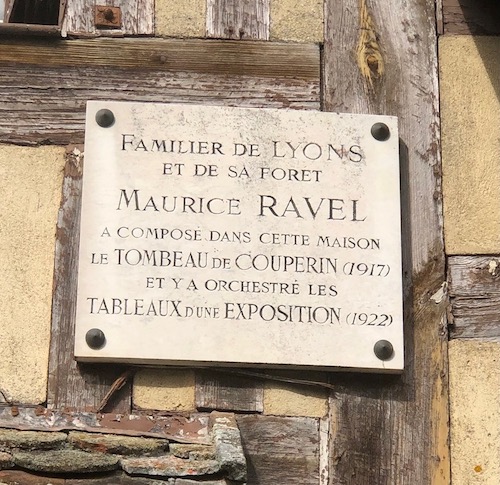 FAMILIER DE LYONS
ET DE SA FORET
MAURICE RAVEL
A COMPOSÉ DANS CETTE MAISON
LE TOMBEAU DE COUPERIN (1917)
ET Y A ORCHESTRÉ LES
TABLEAUX D'UNE EXPOSITION (1922)